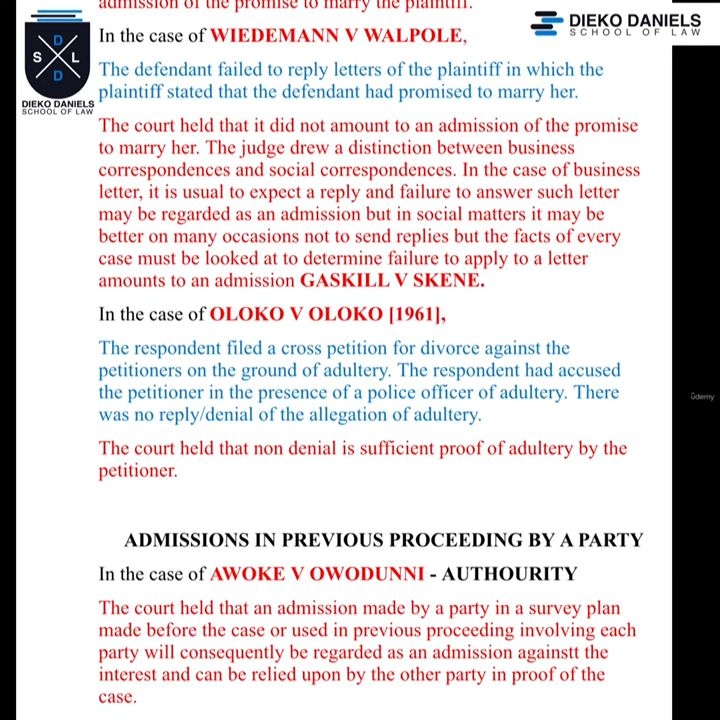 admission of the promise to marry the plaintiff.
In the case of WIEDEMANN V WALPOLE,
The defendant failed to reply letters of the plaintiff in which the
plaintiff stated that the defendant had promised to marry her.
The court held that it did not amount to an admission of the promise
to marry her. The judge drew a distinction between business
correspondences and social correspondences. In the case of business
letter, it is usual to expect a reply and failure to answer such letter
may be regarded as an admission but in social matters it may be
better on many occasions not to send replies but the facts of every
case must be looked at to determine failure to apply to a letter
amounts to an admission GASKILL V SKENE.
In the case of OLOKO V OLOKO [1961],
The respondent filed a cross petition for divorce against the
petitioners on the ground of adultery. The respondent had accused
the petitioner in the presence of a police officer of adultery. There
was no reply/denial of the allegation of adultery.
The court held that non denial is sufficient proof of adultery by the
petitioner.
ADMISSIONS IN PREVIOUS PROCEEDING BY A PARTY
In the case of AWOKE V OWODUNNI - AUTHOURITY
The court held that an admission made by a party in a survey plan
made before the case or used in previous proceeding involving each
party will consequently be regarded as an admission againstt the
interest and can be relied upon by the other party in proof of the
case.
D
S L
D
DIEKO DANIELS
SCHOOL OF LAW
DIEKO DANIELS
SCHOOL OF LAW
ûdemy